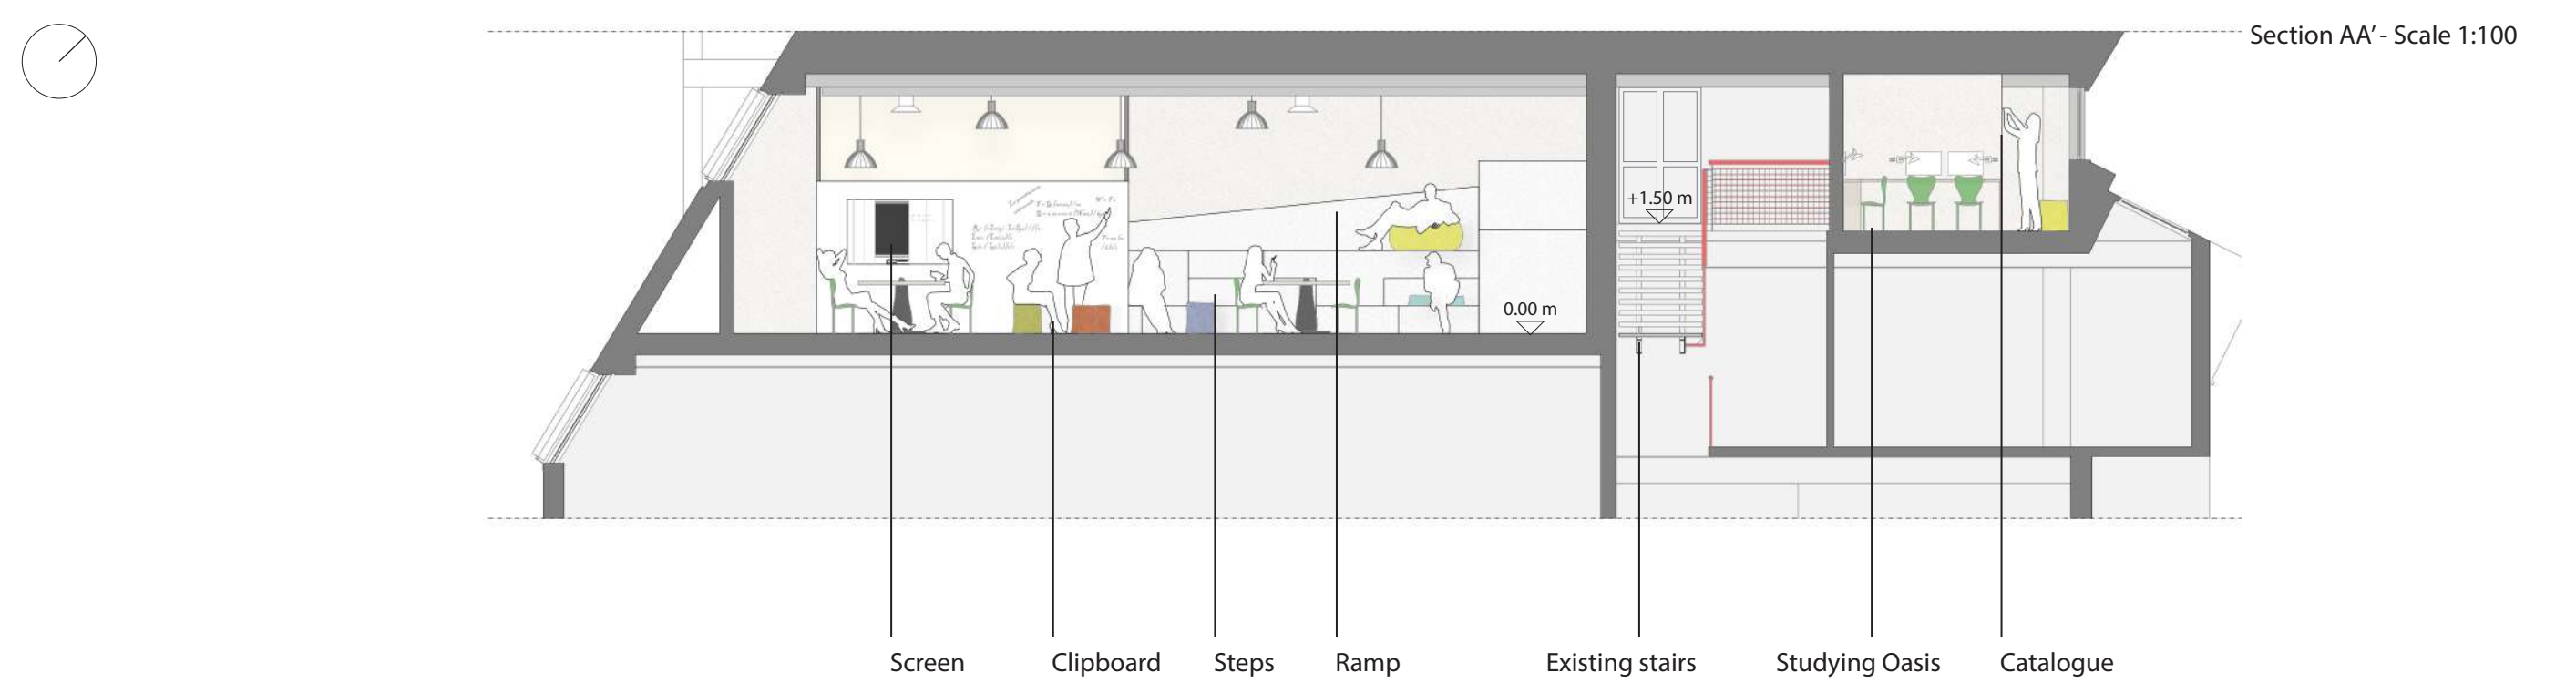 Section AA' - Scale 1:100
+1.50 m
0.00 m
Screen
Clipboard
Steps
Ramp
Existing stairs
Studying Oasis
Catalogue